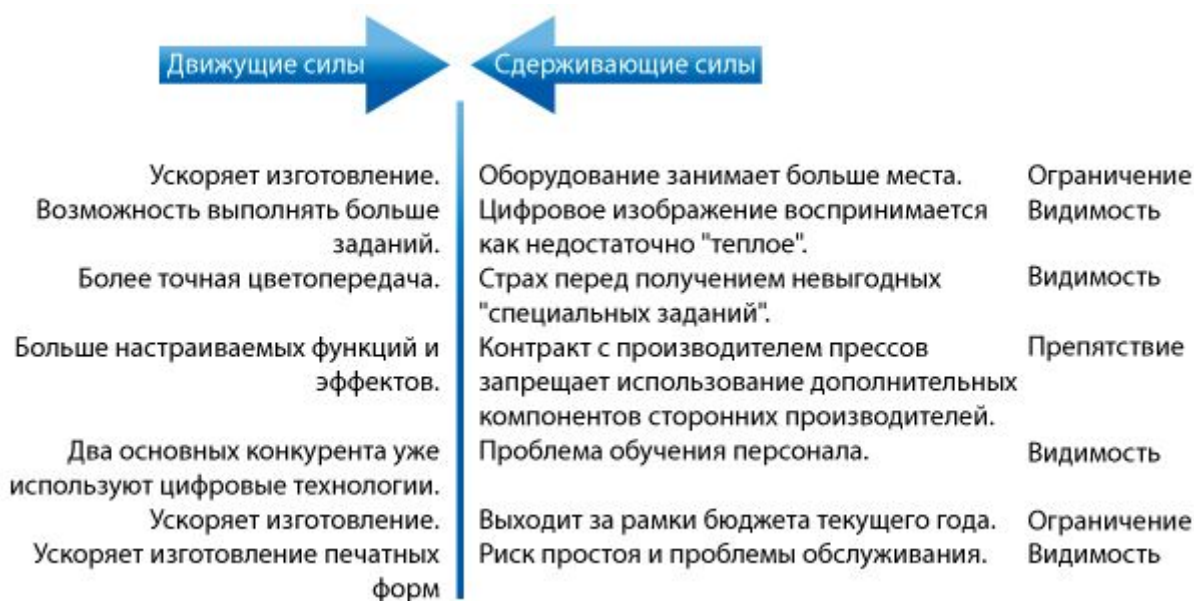 Движущие силы
Сдерживающие силы
Ускоряет изготовление.
Оборудование занимает больше места.
Ограничение
Возможность выполнять больше
заданий.
Цифровое изображение воспринимается
как недостаточно "теплое".
Видимость
Более точная цветопередача.
Страх перед получением невыгодных
"специальных заданий".
Видимость
Больше настраиваемых функций и
эффектов.
Контракт с производителем прессов
запрещает использование дополнительных
компонентов сторонних производителей.
Препятствие
Два основных конкурента уже
используют цифровые технологии.
Проблема обучения персонала.
Видимость
Ускоряет изготовление.
Выходит за рамки бюджета текущего года.
Ограничение
Ускоряет изготовление печатных
форм
Риск простоя и проблемы обслуживания.
Видимость